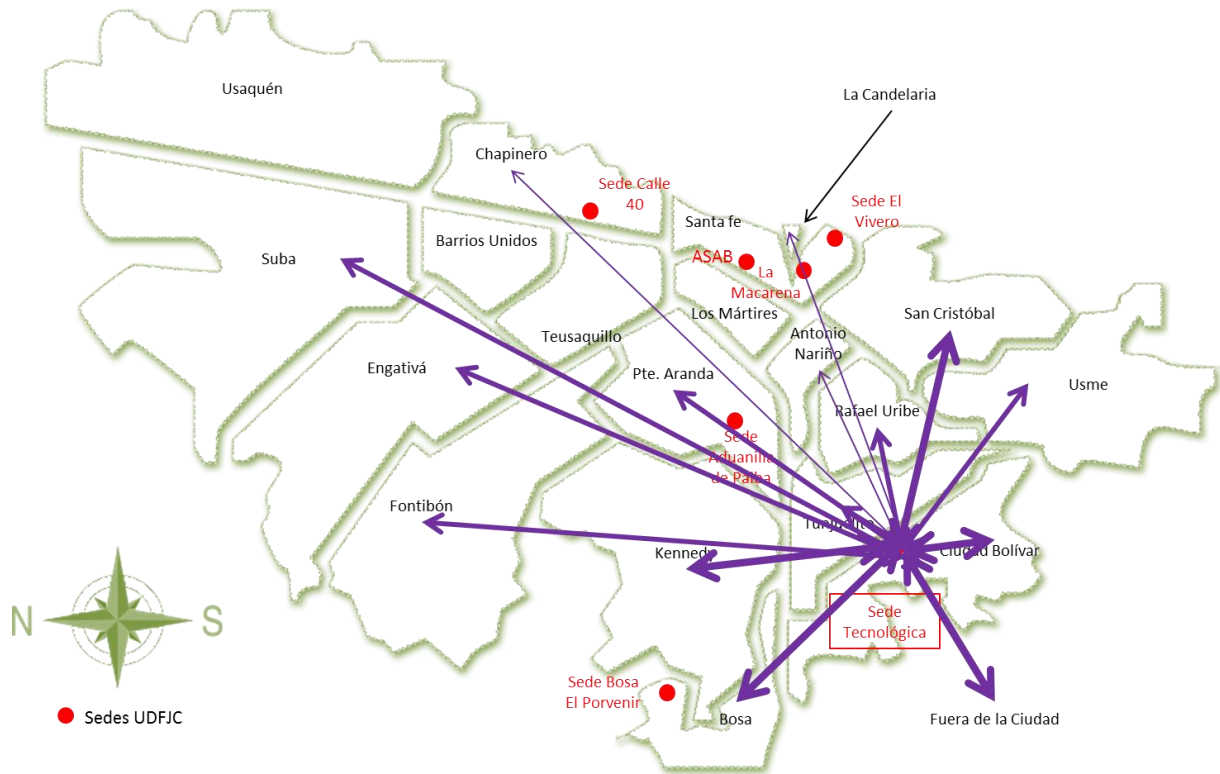 Usaquén
La Candelaria
Chapinero
Sede Calle
40
Sede El
Vivero
Santa fe
Barrios Unidos
Suba
ASAB
La
Macarena
Los Mártires
San Cristóbal
Teusaquillo
Antonio
Nariño
Engativá
Pte. Aranda
Usme
Rafael Uribe
Sede
Aduanilla
de Paiba
Fontibón
Tunjuelito
Kennedy
Ciudad Bolívar
Sede
Tecnológica
N
S
Sede Bosa
El Porvenir
Sedes UDFJC
Bosa
Fuera de la Ciudad